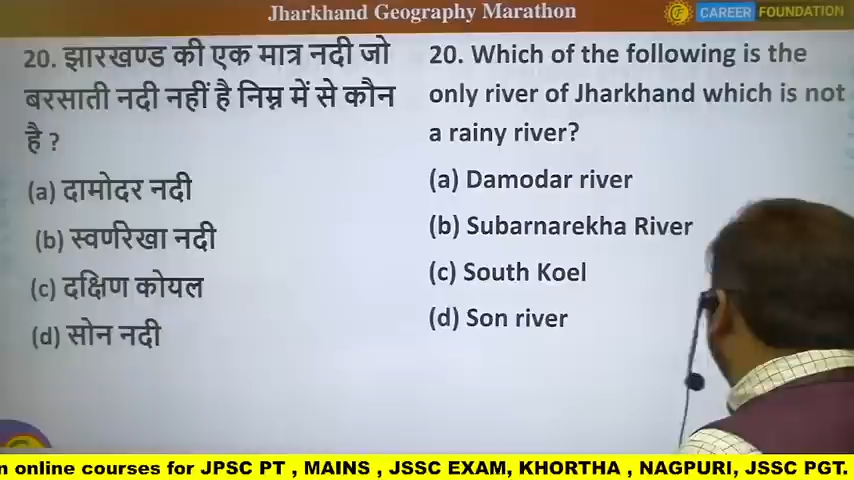 Jharkhand Geography Marathon
CAREER FOUNDATION
20. झारखण्ड की एक मात्र नदी जो
बरसाती नदी नहीं है निम्न में से कौन
है ?
(a) दामोदर नदी
(b) स्वर्णरेखा नदी
(c) दक्षिण कोयल
(d) सोन नदी
20. Which of the following is the
only river of Jharkhand which is not
a rainy river?
(a) Damodar river
(b) Subarnarekha River
(c) South Koel
(d) Son river
n online courses for JPSC PT , MAINS , JSSC EXAM, KHORTHA , NAGPURI, JSSC PGT.